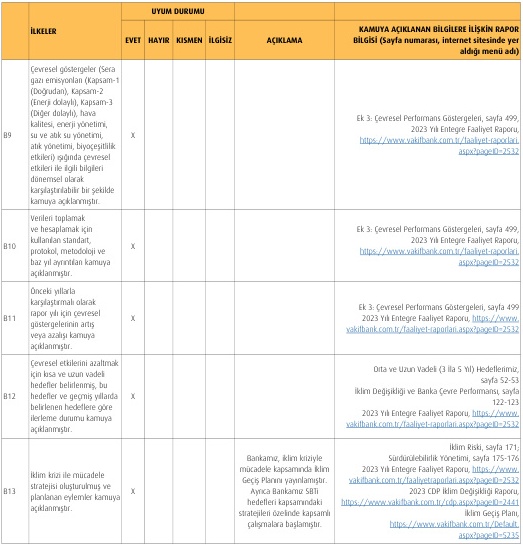 UYUM DURUMU
İLKELER
EVET HAYIR KISMEN İLGİSİZ
AÇIKLAMA
KAMUYA AÇIKLANAN BİLGİLERE İLİŞKİN RAPOR
BİLGİSİ (Sayfa numarası, internet sitesinde yer
aldığı menü adı)
B9
Çevresel göstergeler (Sera
gazı emisyonları (Kapsam-1
(Doğrudan), Kapsam-2
(Enerji dolaylı), Kapsam-3
(Diğer dolaylı), hava
kalitesi, enerji yönetimi,
su ve atık su yönetimi,
atık yönetimi, biyoçeşitlilik
etkileri) ışığında çevresel
etkileri ile ilgili bilgileri
dönemsel olarak
karşılaştırılabilir bir şekilde
kamuya açıklanmıştır.
X
Ek 3: Çevresel Performans Göstergeleri, sayfa 499,
2023 Yılı Entegre Faaliyet Raporu,
https://www.vakifbank.com.tr/faaliyet-raporlari.
aspx?pageID=2532
B10
Verileri toplamak
ve hesaplamak için
kullanılan standart,
protokol, metodoloji ve
baz yıl ayrıntıları kamuya
açıklanmıştır.
X
Ek 3: Çevresel Performans Göstergeleri, sayfa 499,
2023 Yılı Entegre Faaliyet Raporu,
https://www.vakifbank.com.tr/faaliyet-raporlari.
aspx?pageID=2532
B11
Önceki yıllarla
karşılaştırmalı olarak
rapor yılı için çevresel
göstergelerinin artış
veya azalışı kamuya
açıklanmıştır.
X
Ek 3: Çevresel Performans Göstergeleri, sayfa 499
2023 Yılı Entegre Faaliyet Raporu, https://www.
vakifbank.com.tr/faaliyet-raporlari.aspx?pageID=2532
B12
Çevresel etkilerini azaltmak
için kısa ve uzun vadeli
hedefler belirlenmiş, bu
hedefler ve geçmiş yıllarda
belirlenen hedeflere göre
ilerleme durumu kamuya
açıklanmıştır.
X
Orta ve Uzun Vadeli (3 İla 5 Yıl) Hedeflerimiz,
sayfa 52-53
İklim Değişikliği ve Banka Çevre Performansı, sayfa
122-123
2023 Yılı Entegre Faaliyet Raporu, https://www.
vakifbank.com.tr/faaliyet-raporlari.aspx?pageID=2532
B13
İklim krizi ile mücadele
stratejisi oluşturulmuş ve
planlanan eylemler kamuya
açıklanmıştır.
X
Bankamız, iklim kriziyle
mücadele kapsamında İklim
Geçiş Planını yayınlamıştır.
Ayrıca Bankamız SBTi
hedefleri kapsamındaki
stratejileri özelinde kapsamlı
çalışmalara başlamıştır.
İklim Riski, sayfa 171;
Sürdürülebilirlik Yönetimi, sayfa 175-176
2023 Yılı Entegre Faaliyet Raporu, https://www.
vakifbank.com.tr/faaliyetraporlari.aspx?pageID=2532
2023 CDP İklim Değişikliği Raporu,
https://www.vakifbank.com.tr/cdp.aspx?pageID=2441
İklim Geçiş Planı,
https://www.vakifbank.com.tr/Default.
aspx?pageID=5235